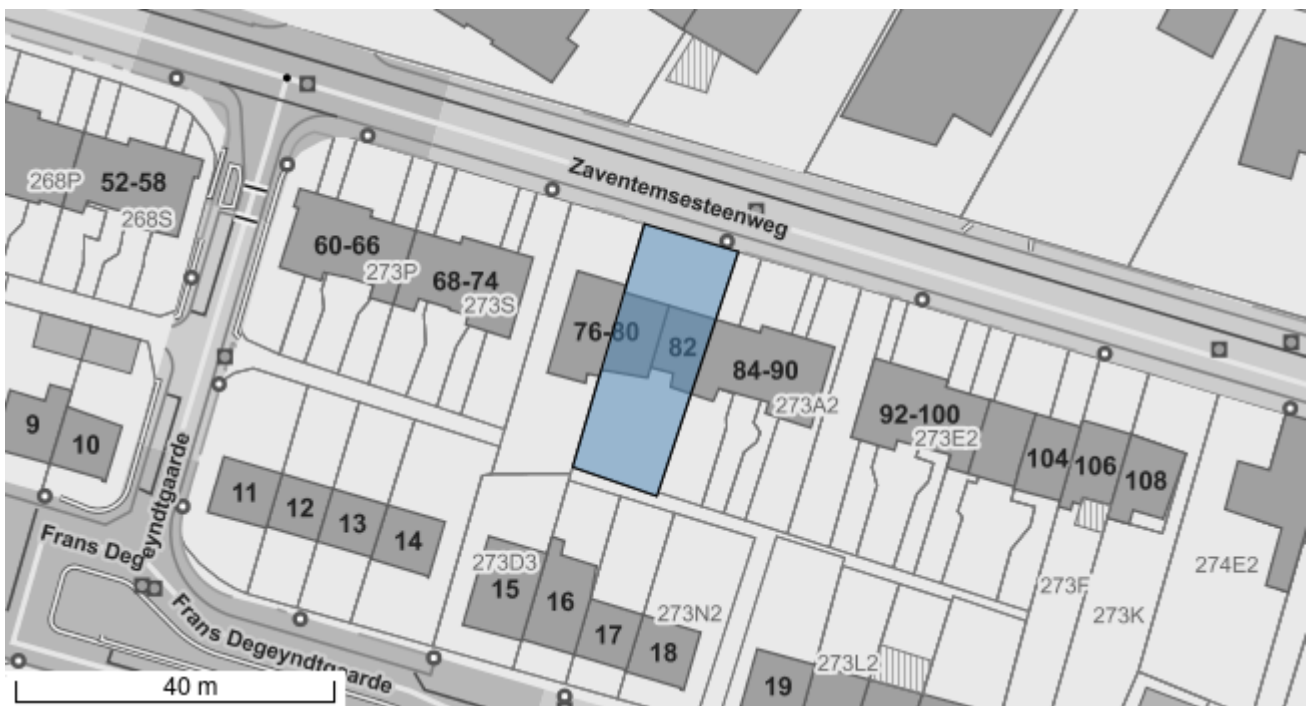 Zaventemsesteenweg
268P
52-58
268S
60-66
273P
68-74
273S
76-80
82
84-90
273A2
92-100
273E2
104
106
108
9
10
11
12
13
14
Frans Degeyndtgaarde
Frans Degeyndtgaarde
273D3
15
16
17
18
273N2
273F
273K
274E2
19
273L2
40 m